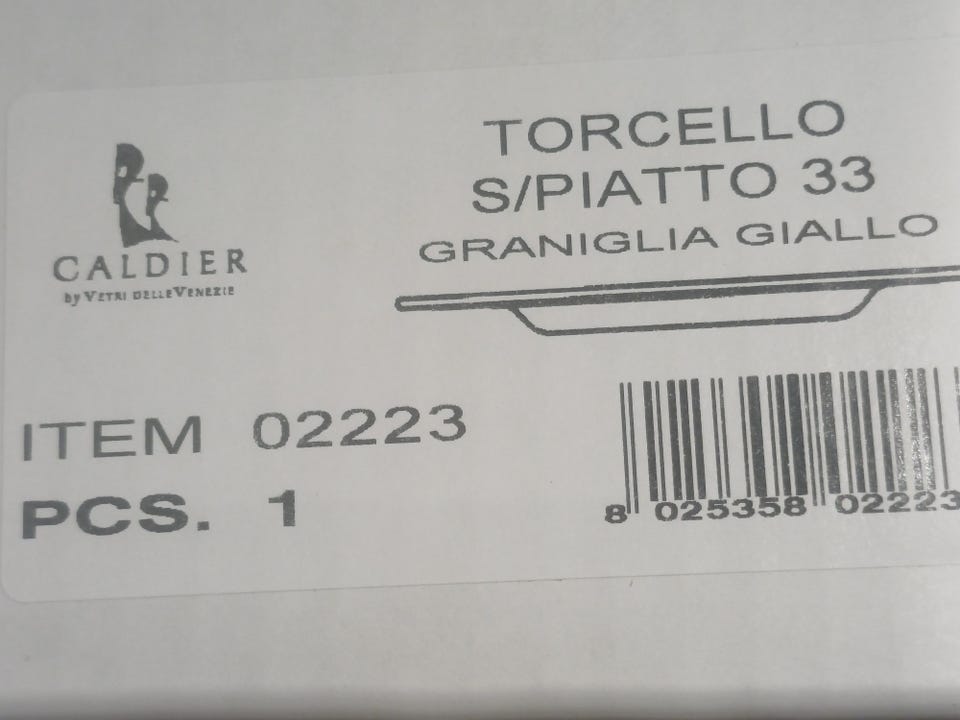 TORCELLO
S/PIATTO 33
GRANIGLIA GIALLO
CALDIER
by VETRI DELLE VENEZIE
ITEM 02223
PCS. 1
8 025358 02223